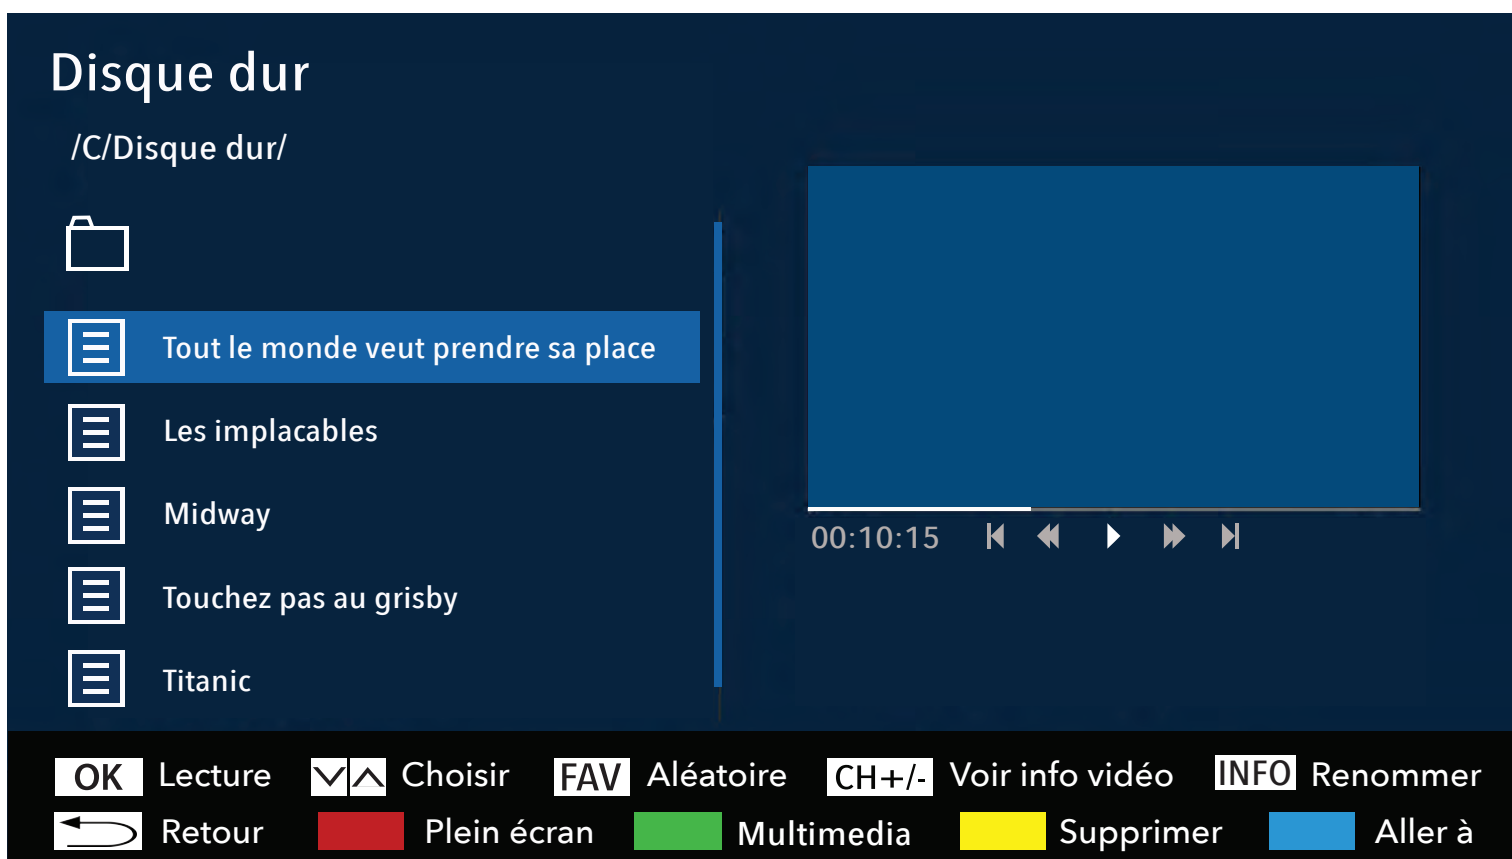 Disque dur
/C/Disque dur/
Tout le monde veut prendre sa place
Les implacables
Midway
Touchez pas au grisby
Titanic
00:10:15
OK Lecture Choisir FAV Aléatoire CH+/- Voir info vidéo INFO Renommer
Retour Plein écran Multimedia Supprimer Aller à